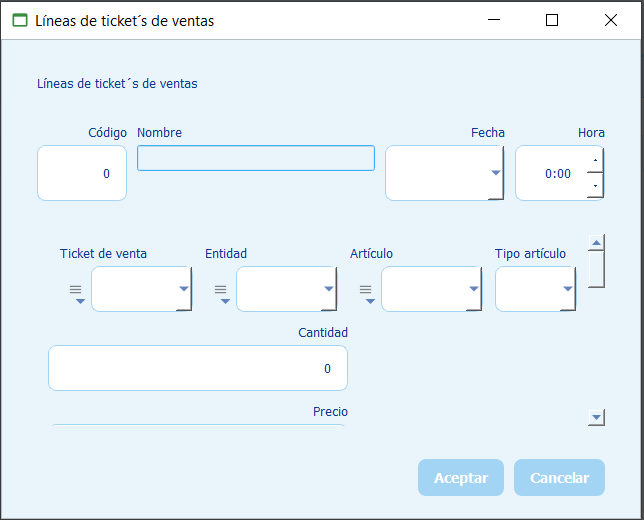 Líneas de ticket´s de ventas
Líneas de ticket´s de ventas
Código Nombre Fecha Hora
0 0:00
Ticket de venta Entidad Artículo Tipo artículo
Cantidad
0
Precio
Aceptar Cancelar